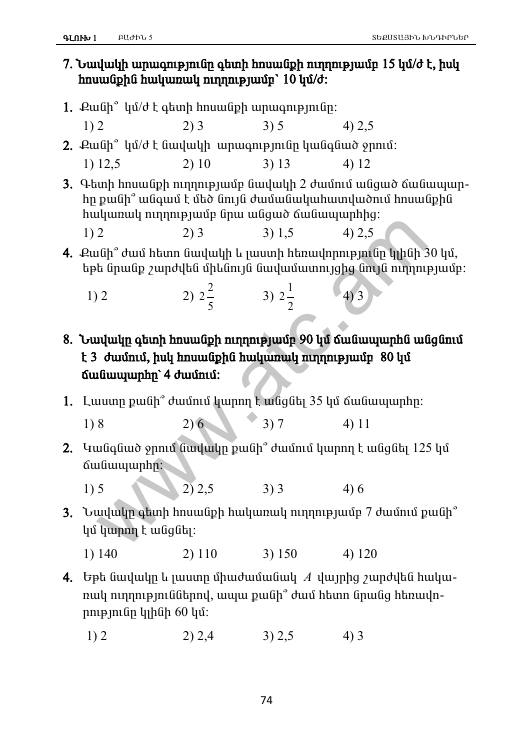 ԳԼՈՒԽ 1 ԲԱԺԻՆ 5 ՏԵՔՍՏԱՅԻՆ ԽՆԴԻՐՆԵՐ
7. Նավակի արագությունը գետի հոսանքի ուղղությամբ 15 կմ/ժ է, իսկ
հոսանքին հակառակ ուղղությամբ՝ 10 կմ/ժ:
1. Քանի՞ կմ/ժ է գետի հոսանքի արագությունը:
1) 2 2) 3 3) 5 4) 2,5
2. Քանի՞ կմ/ժ է նավակի արագությունը կանգնած ջրում:
1) 12,5 2) 10 3) 13 4) 12
3. Գետի հոսանքի ուղղությամբ նավակի 2 ժամում անցած ճանապար-
հը քանի՞ անգամ է մեծ նույն ժամանակահատվածում հոսանքին
հակառակ ուղղությամբ նրա անցած ճանապարհից:
1) 2 2) 3 3) 1,5 4) 2,5
4. Քանի՞ ժամ հետո նավակի և լաստի հեռավորությունը կլինի 30 կմ,
եթե նրանք շարժվեն միևնույն նավամատույցից նույն ուղղությամբ:
1) 2 2) 2 2/5 3) 2 1/2 4) 3
8. Նավակը գետի հոսանքի ուղղությամբ 90 կմ ճանապարհն անցնում
է 3 ժամում, իսկ հոսանքին հակառակ ուղղությամբ 80 կմ
ճանապարհը՝ 4 ժամում:
1. Լաստը քանի՞ ժամում կարող է անցնել 35 կմ ճանապարհը:
1) 8 2) 6 3) 7 4) 11
2. Կանգնած ջրում նավակը քանի՞ ժամում կարող է անցնել 125 կմ
ճանապարհը:
1) 5 2) 2,5 3) 3 4) 6
3. Նավակը գետի հոսանքի հակառակ ուղղությամբ 7 ժամում քանի՞
կմ կարող է անցնել:
1) 140 2) 110 3) 150 4) 120
4. Եթե նավակը և լաստը միաժամանակ A վայրից շարժվեն հակա-
ռակ ուղղություններով, ապա քանի՞ ժամ հետո նրանց հեռավո-
րությունը կլինի 60 կմ:
1) 2 2) 2,4 3) 2,5 4) 3
www.atc.am
74